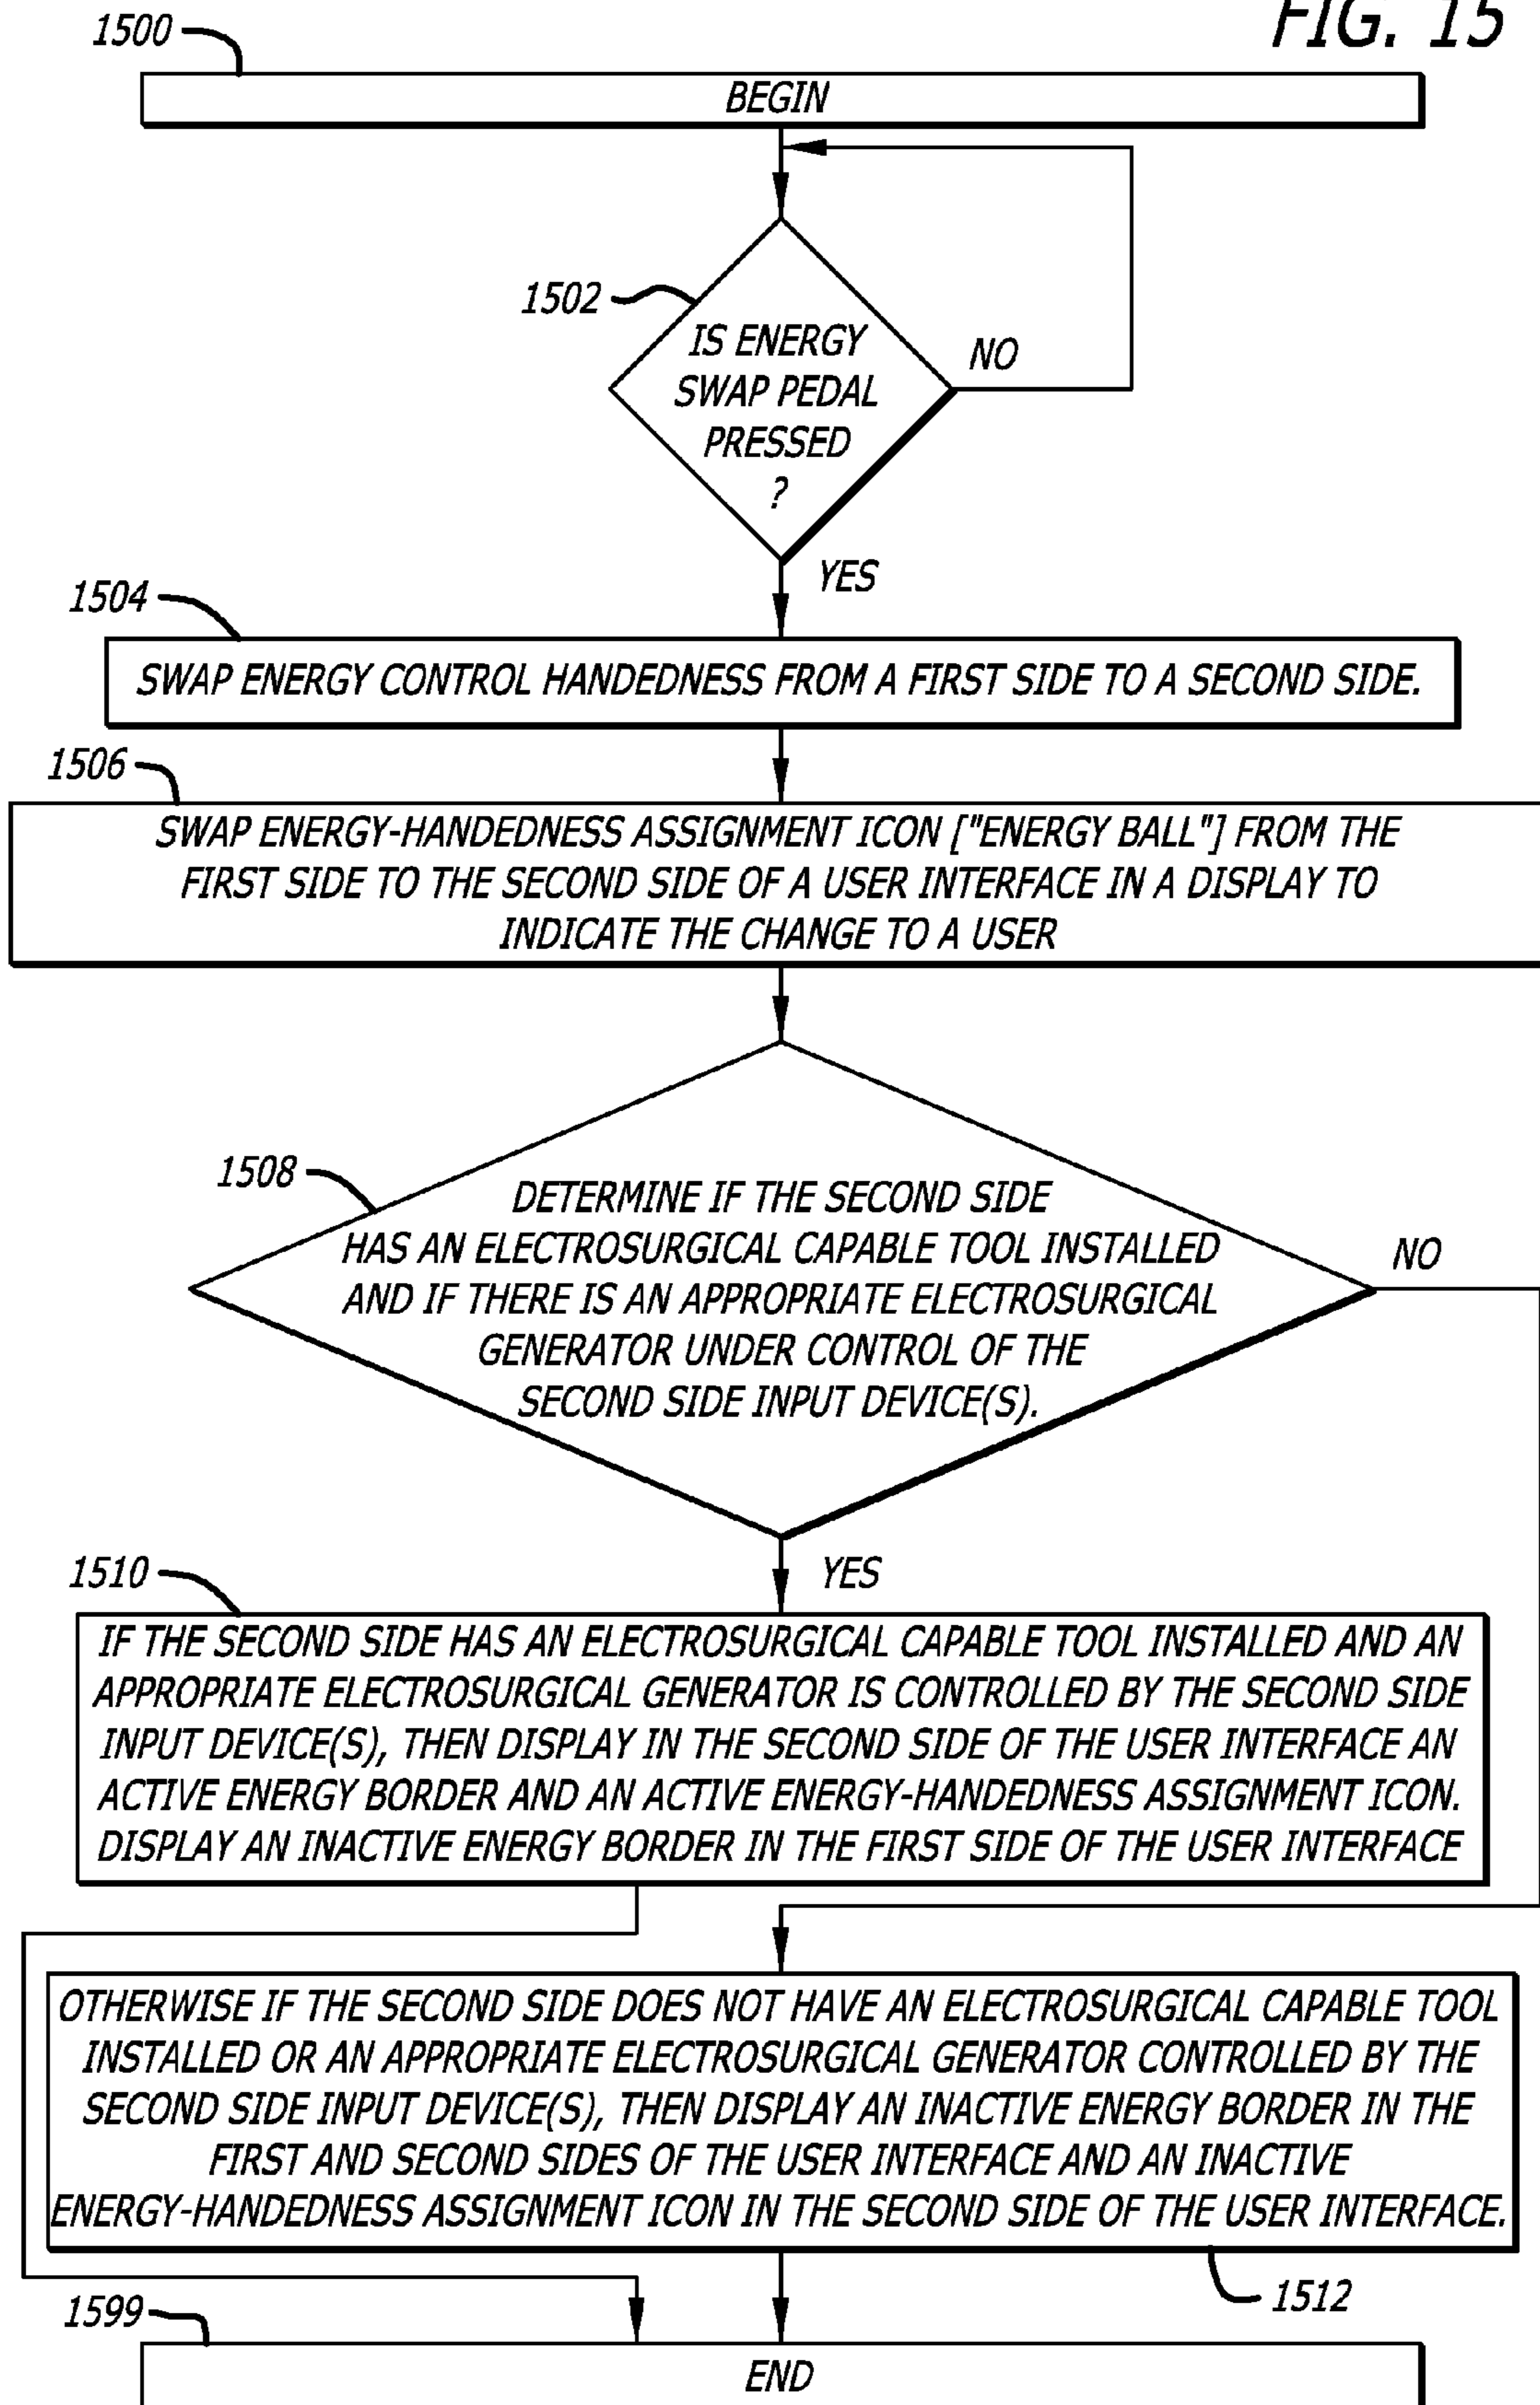 FIG. 15
1500
BEGIN
1502
IS ENERGY
SWAP PEDAL
PRESSED
?
NO
YES
1504
SWAP ENERGY CONTROL HANDEDNESS FROM A FIRST SIDE TO A SECOND SIDE.
1506
SWAP ENERGY-HANDEDNESS ASSIGNMENT ICON ["ENERGY BALL"] FROM THE
FIRST SIDE TO THE SECOND SIDE OF A USER INTERFACE IN A DISPLAY TO
INDICATE THE CHANGE TO A USER
1508
DETERMINE IF THE SECOND SIDE
HAS AN ELECTROSURGICAL CAPABLE TOOL INSTALLED
AND IF THERE IS AN APPROPRIATE ELECTROSURGICAL
GENERATOR UNDER CONTROL OF THE
SECOND SIDE INPUT DEVICE(S).
NO
YES
1510
IF THE SECOND SIDE HAS AN ELECTROSURGICAL CAPABLE TOOL INSTALLED AND AN
APPROPRIATE ELECTROSURGICAL GENERATOR IS CONTROLLED BY THE SECOND SIDE
INPUT DEVICE(S), THEN DISPLAY IN THE SECOND SIDE OF THE USER INTERFACE AN
ACTIVE ENERGY BORDER AND AN ACTIVE ENERGY-HANDEDNESS ASSIGNMENT ICON.
DISPLAY AN INACTIVE ENERGY BORDER IN THE FIRST SIDE OF THE USER INTERFACE
OTHERWISE IF THE SECOND SIDE DOES NOT HAVE AN ELECTROSURGICAL CAPABLE TOOL
INSTALLED OR AN APPROPRIATE ELECTROSURGICAL GENERATOR CONTROLLED BY THE
SECOND SIDE INPUT DEVICE(S), THEN DISPLAY AN INACTIVE ENERGY BORDER IN THE
FIRST AND SECOND SIDES OF THE USER INTERFACE AND AN INACTIVE
ENERGY-HANDEDNESS ASSIGNMENT ICON IN THE SECOND SIDE OF THE USER INTERFACE.
1512
1599
END